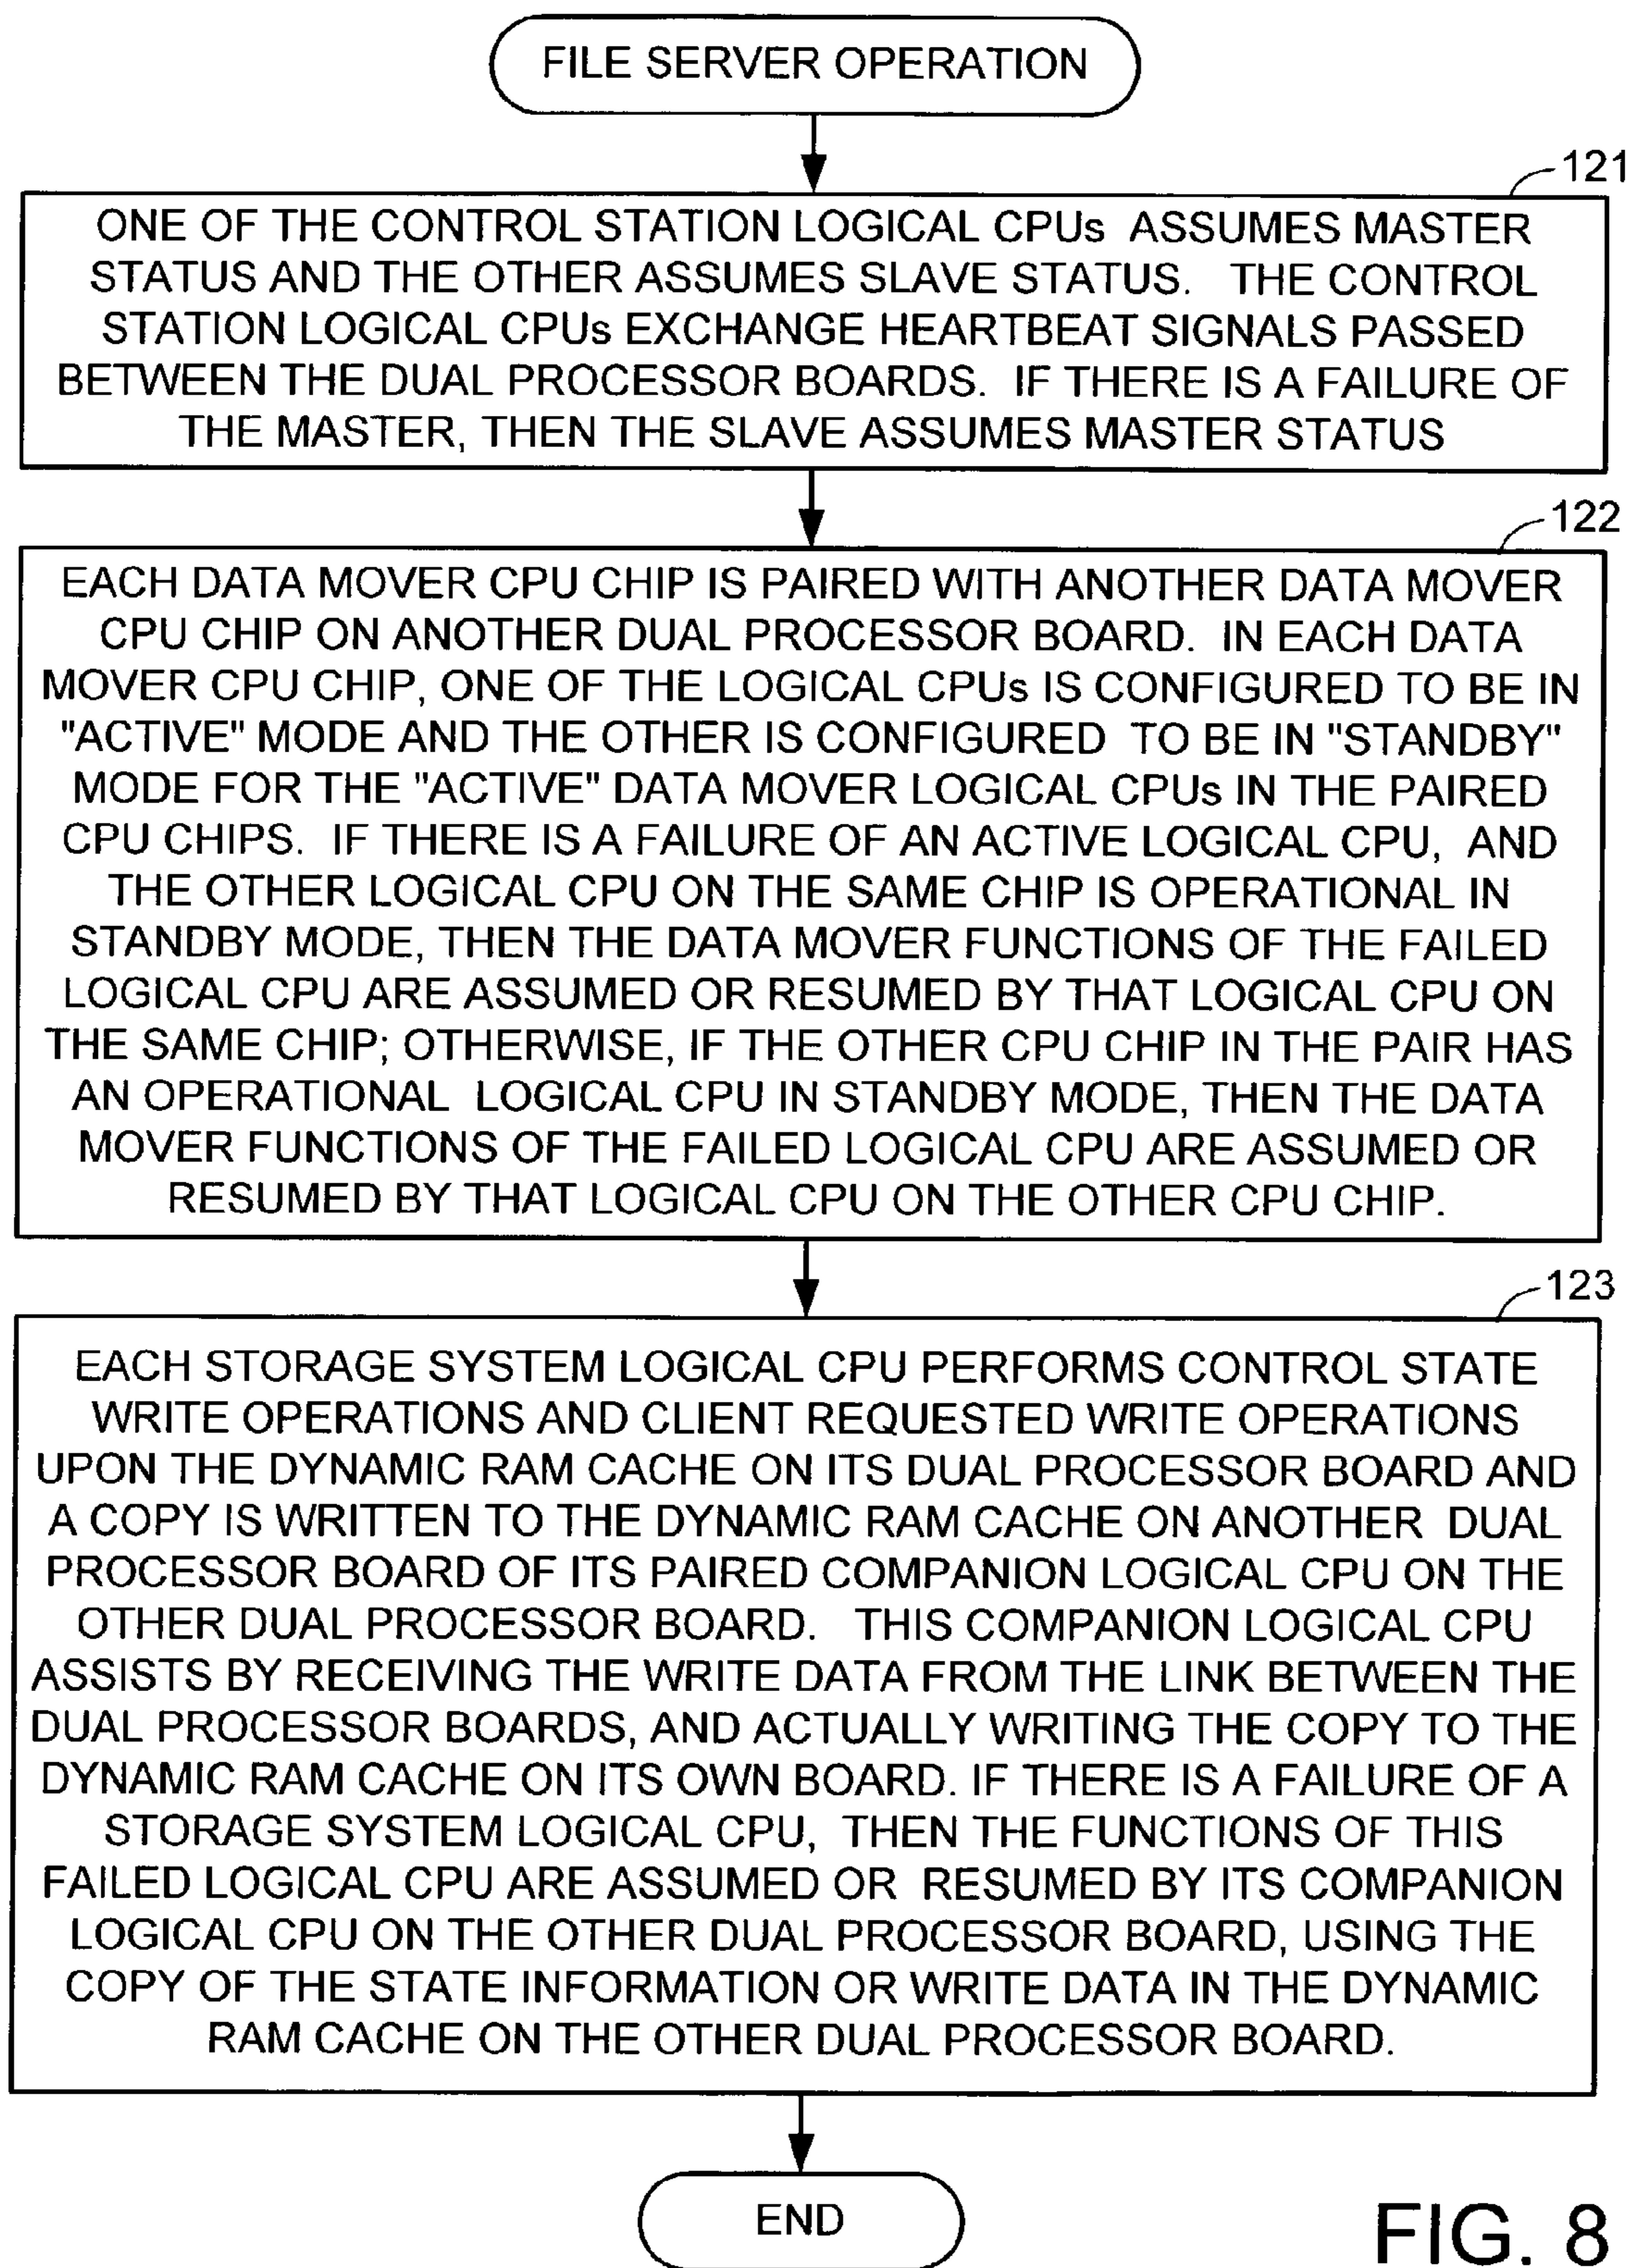 FILE SERVER OPERATION
121
ONE OF THE CONTROL STATION LOGICAL CPUs ASSUMES MASTER
STATUS AND THE OTHER ASSUMES SLAVE STATUS. THE CONTROL
STATION LOGICAL CPUs EXCHANGE HEARTBEAT SIGNALS PASSED
BETWEEN THE DUAL PROCESSOR BOARDS. IF THERE IS A FAILURE OF
THE MASTER, THEN THE SLAVE ASSUMES MASTER STATUS
122
EACH DATA MOVER CPU CHIP IS PAIRED WITH ANOTHER DATA MOVER
CPU CHIP ON ANOTHER DUAL PROCESSOR BOARD. IN EACH DATA
MOVER CPU CHIP, ONE OF THE LOGICAL CPUs IS CONFIGURED TO BE IN
"ACTIVE" MODE AND THE OTHER IS CONFIGURED TO BE IN "STANDBY"
MODE FOR THE "ACTIVE" DATA MOVER LOGICAL CPUs IN THE PAIRED
CPU CHIPS. IF THERE IS A FAILURE OF AN ACTIVE LOGICAL CPU, AND
THE OTHER LOGICAL CPU ON THE SAME CHIP IS OPERATIONAL IN
STANDBY MODE, THEN THE DATA MOVER FUNCTIONS OF THE FAILED
LOGICAL CPU ARE ASSUMED OR RESUMED BY THAT LOGICAL CPU ON
THE SAME CHIP; OTHERWISE, IF THE OTHER CPU CHIP IN THE PAIR HAS
AN OPERATIONAL LOGICAL CPU IN STANDBY MODE, THEN THE DATA
MOVER FUNCTIONS OF THE FAILED LOGICAL CPU ARE ASSUMED OR
RESUMED BY THAT LOGICAL CPU ON THE OTHER CPU CHIP.
123
EACH STORAGE SYSTEM LOGICAL CPU PERFORMS CONTROL STATE
WRITE OPERATIONS AND CLIENT REQUESTED WRITE OPERATIONS
UPON THE DYNAMIC RAM CACHE ON ITS DUAL PROCESSOR BOARD AND
A COPY IS WRITTEN TO THE DYNAMIC RAM CACHE ON ANOTHER DUAL
PROCESSOR BOARD OF ITS PAIRED COMPANION LOGICAL CPU ON THE
OTHER DUAL PROCESSOR BOARD. THIS COMPANION LOGICAL CPU
ASSISTS BY RECEIVING THE WRITE DATA FROM THE LINK BETWEEN THE
DUAL PROCESSOR BOARDS, AND ACTUALLY WRITING THE COPY TO THE
DYNAMIC RAM CACHE ON ITS OWN BOARD. IF THERE IS A FAILURE OF A
STORAGE SYSTEM LOGICAL CPU, THEN THE FUNCTIONS OF THIS
FAILED LOGICAL CPU ARE ASSUMED OR RESUMED BY ITS COMPANION
LOGICAL CPU ON THE OTHER DUAL PROCESSOR BOARD, USING THE
COPY OF THE STATE INFORMATION OR WRITE DATA IN THE DYNAMIC
RAM CACHE ON THE OTHER DUAL PROCESSOR BOARD.
END
FIG. 8